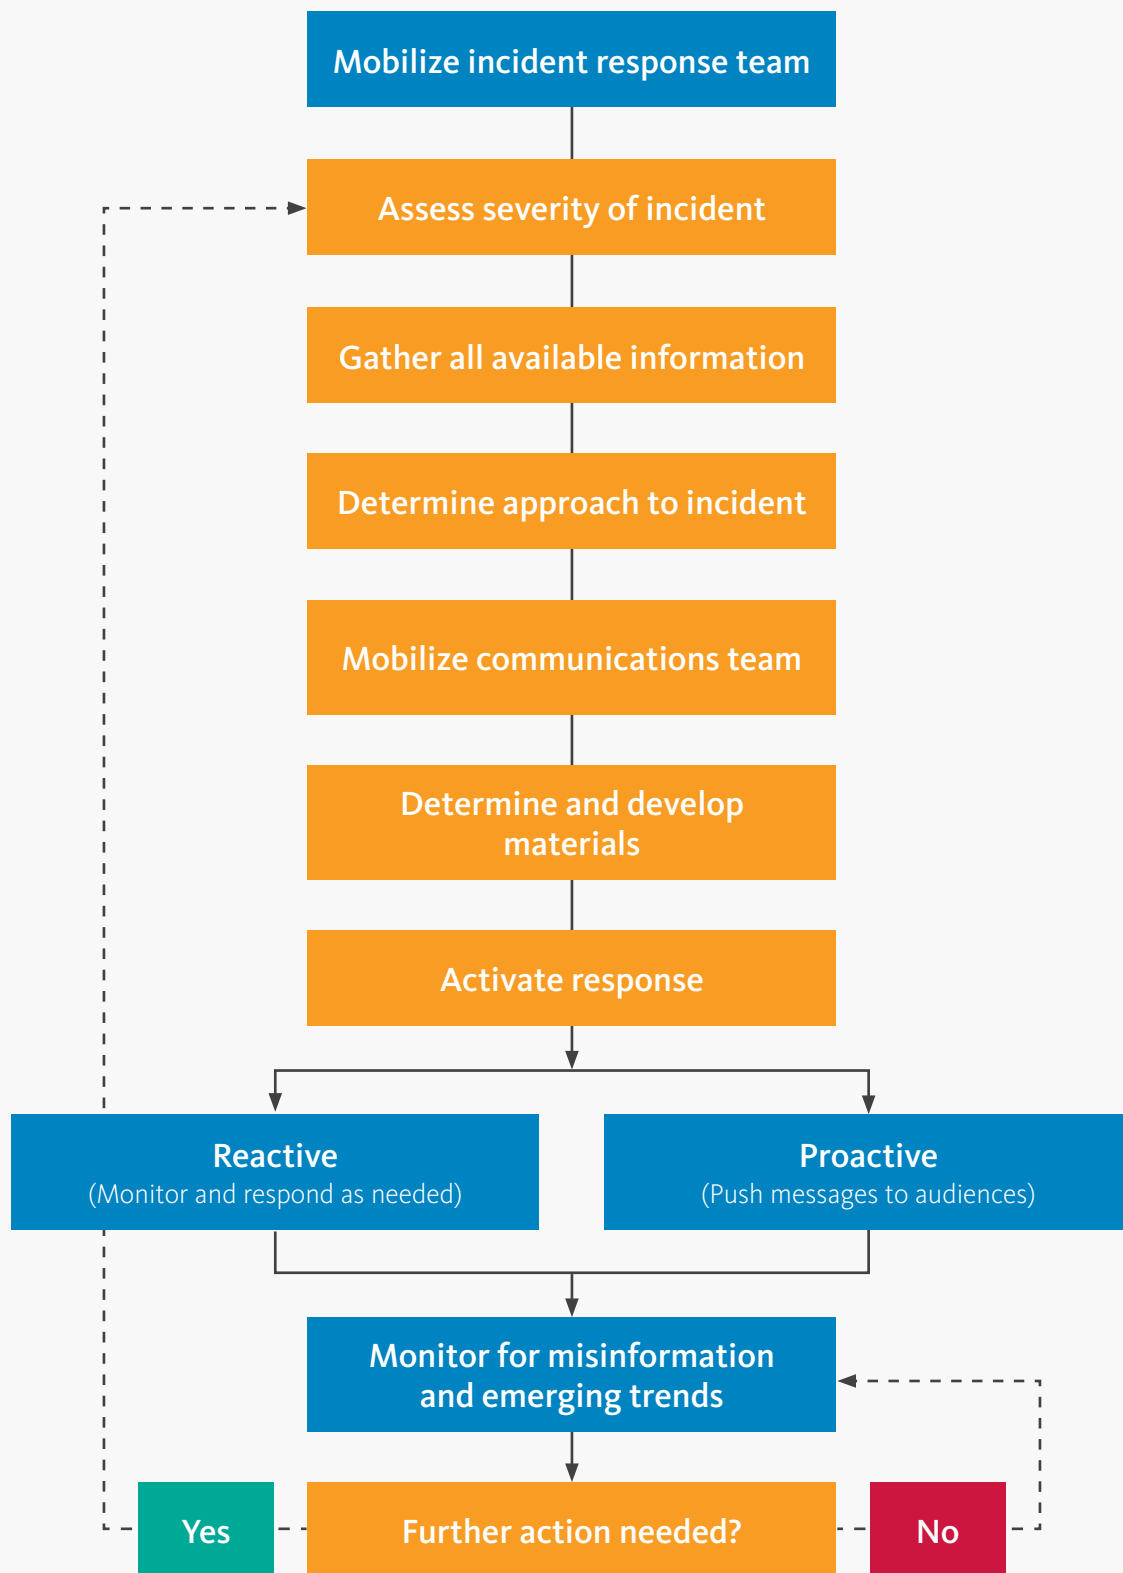 Mobilize incident response team
Assess severity of incident
Gather all available information
Determine approach to incident
Mobilize communications team
Determine and develop
materials
Activate response
Reactive
(Monitor and respond as needed)
Proactive
(Push messages to audiences)
Monitor for misinformation
and emerging trends
Yes
Further action needed?
No